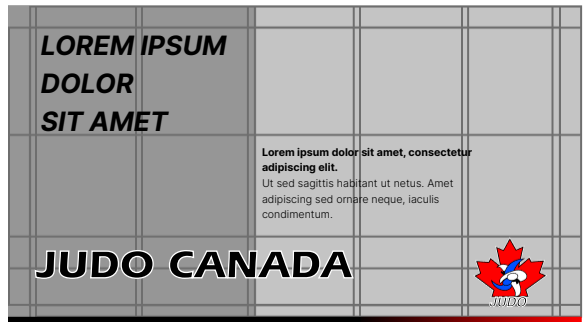 LOREM IPSUM
DOLOR
SIT AMET
Lorem ipsum dolor sit amet, consectetur
adipiscing elit.
Ut sed sagittis habitant ut netus. Amet
adipiscing sed ornare neque, iaculis
condimentum.
JUDO CANADA
JUDO